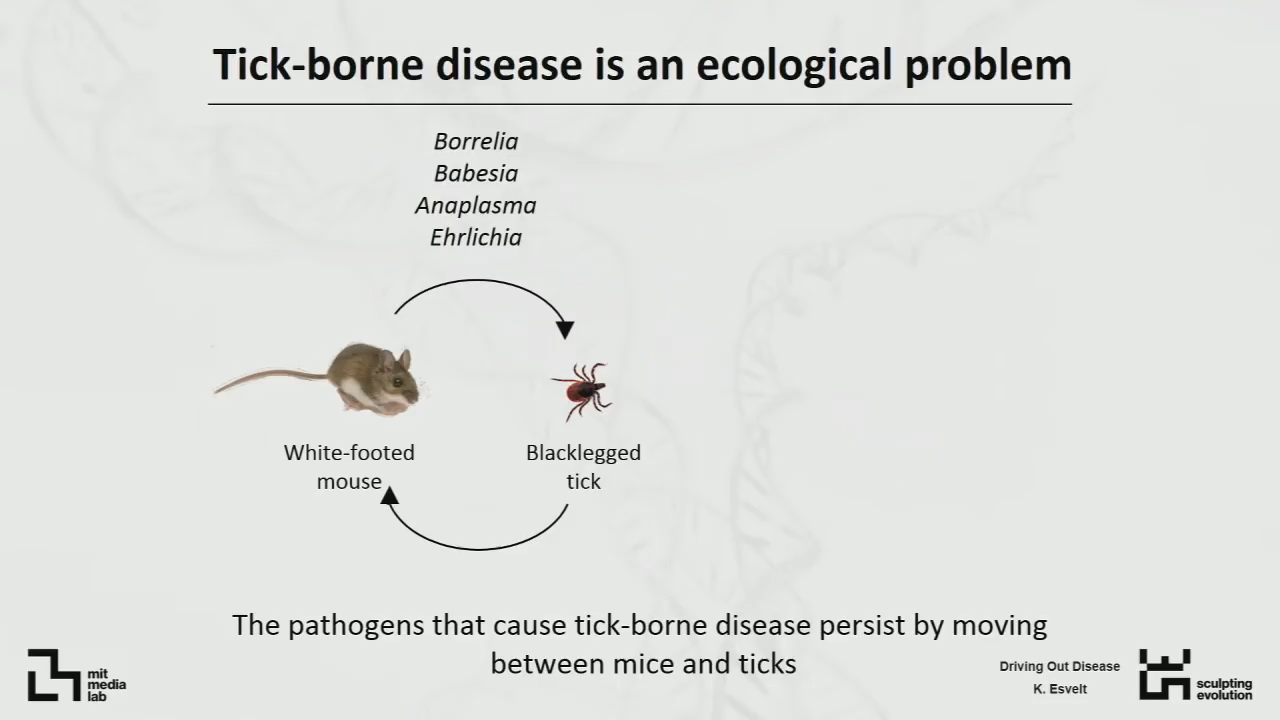 Tick-borne disease is an ecological problem
Borrelia
Babesia
Anaplasma
Ehrlichia
White-footed
mouse
Blacklegged
tick
The pathogens that cause tick-borne disease persist by moving
between mice and ticks
mit
media
lab
Driving Out Disease
K. Esvelt
sculpting
evolution